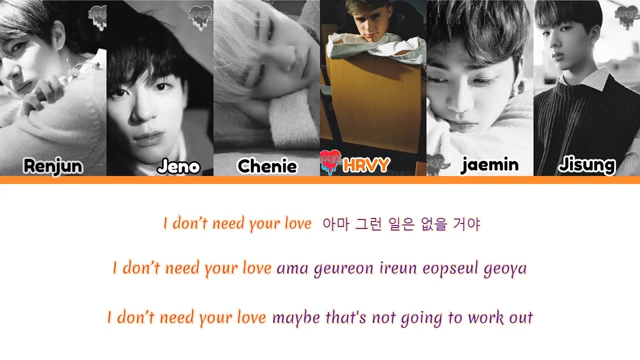 Renjun
Jeno
Chenie
HRVY
jaemin
Jisung
I don't need your love 아마 그런 일은 없을 거야
I don't need your love ama geureon ireun eopseul geoya
I don't need your love maybe that's not going to work out